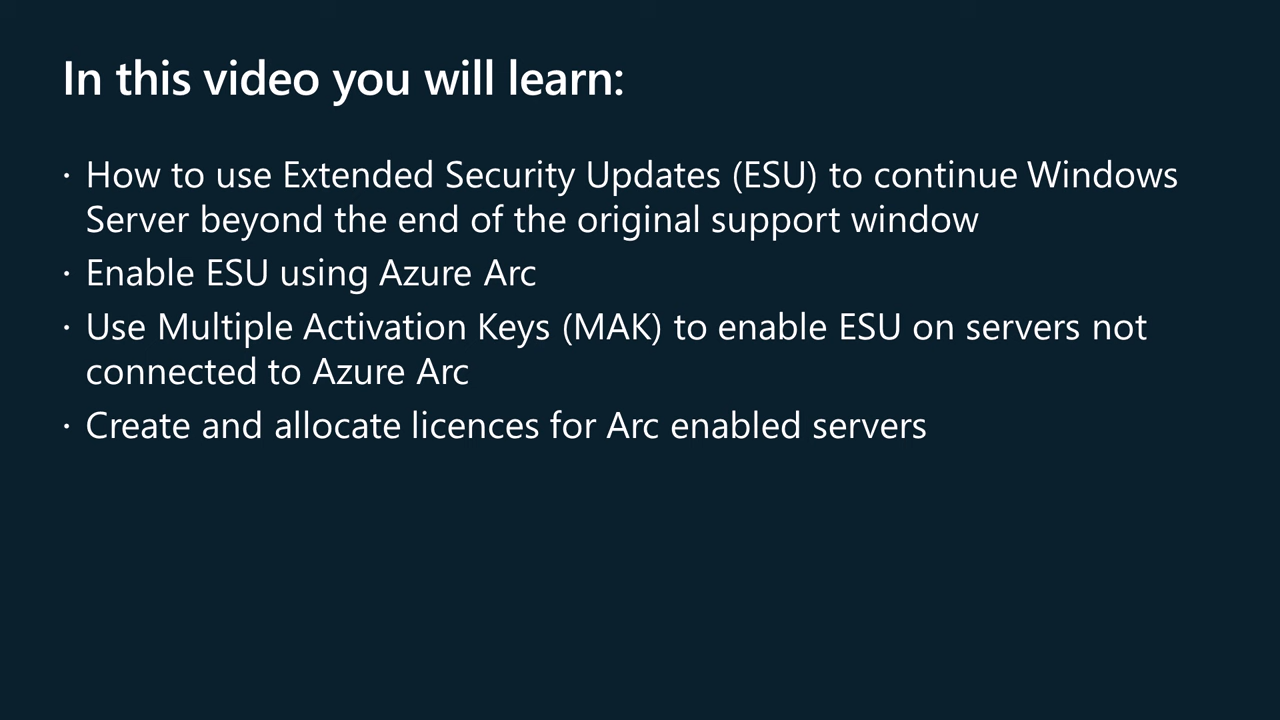 In this video you will learn:
· How to use Extended Security Updates (ESU) to continue Windows
Server beyond the end of the original support window
· Enable ESU using Azure Arc
· Use Multiple Activation Keys (MAK) to enable ESU on servers not
connected to Azure Arc
· Create and allocate licences for Arc enabled servers